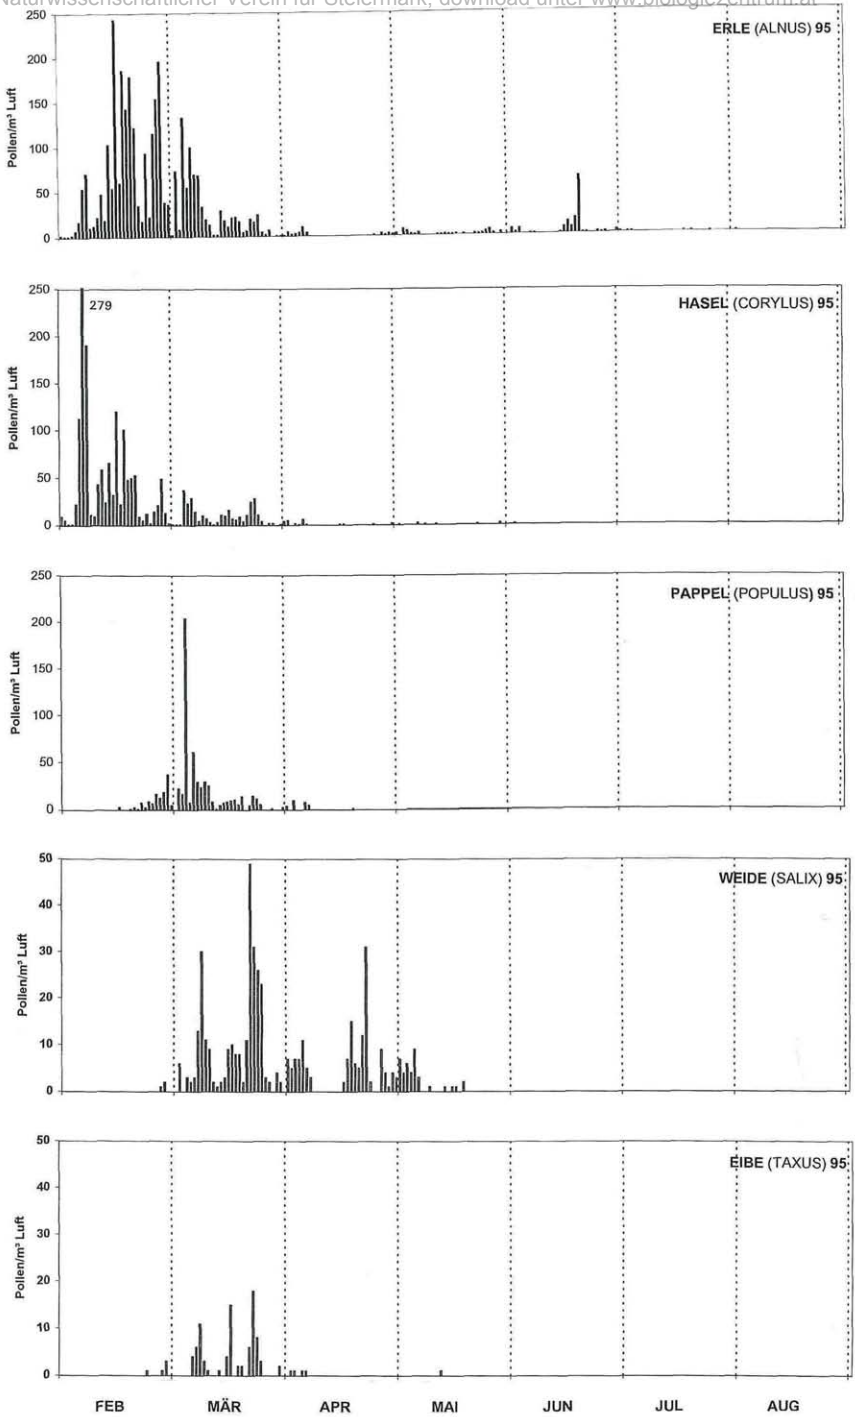 Naturwissenschaftlicher Verein für Steiermark; download unter www.biologiezentrum.at
ERLE (ALNUS) 95
Pollen/m³ Luft
250
200
150
100
50
0
HASEL (CORYLUS) 95
279
Pollen/m³ Luft
250
200
150
100
50
0
PAPPEL (POPULUS) 95
Pollen/m³ Luft
250
200
150
100
50
0
WEIDE (SALIX) 95
Pollen/m³ Luft
50
40
30
20
10
0
EIBE (TAXUS) 95
Pollen/m³ Luft
50
40
30
20
10
0
FEB MÄR APR MAI JUN JUL AUG